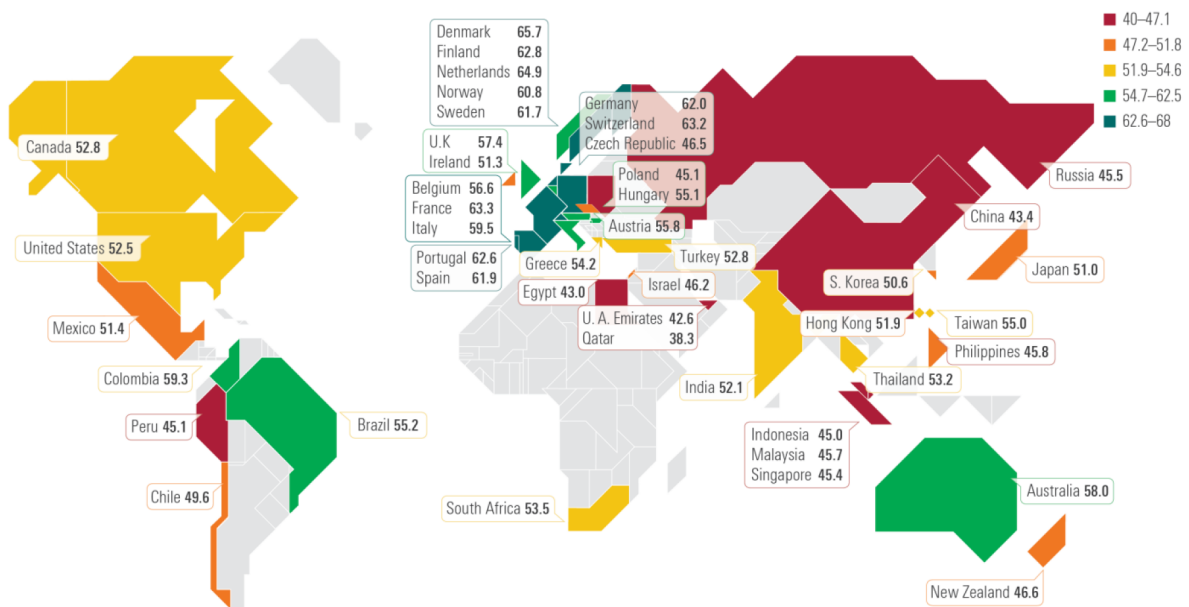 Denmark 65.7
Finland 62.8
Netherlands 64.9
Norway 60.8
Sweden 61.7
40–47.1
47.2–51.8
51.9–54.6
54.7–62.5
62.6–68
Germany 62.0
Switzerland 63.2
Czech Republic 46.5
Canada 52.8
U.K 57.4
Ireland 51.3
Poland 45.1
Hungary 55.1
Russia 45.5
Belgium 56.6
France 63.3
Italy 59.5
Austria 55.8
China 43.4
United States 52.5
Portugal 62.6
Spain 61.9
Greece 54.2
Turkey 52.8
Japan 51.0
Egypt 43.0
Israel 46.2
S. Korea 50.6
Mexico 51.4
U. A. Emirates 42.6
Qatar 38.3
Hong Kong 51.9
Taiwan 55.0
Philippines 45.8
Colombia 59.3
India 52.1
Thailand 53.2
Peru 45.1
Brazil 55.2
Indonesia 45.0
Malaysia 45.7
Singapore 45.4
Chile 49.6
South Africa 53.5
Australia 58.0
New Zealand 46.6